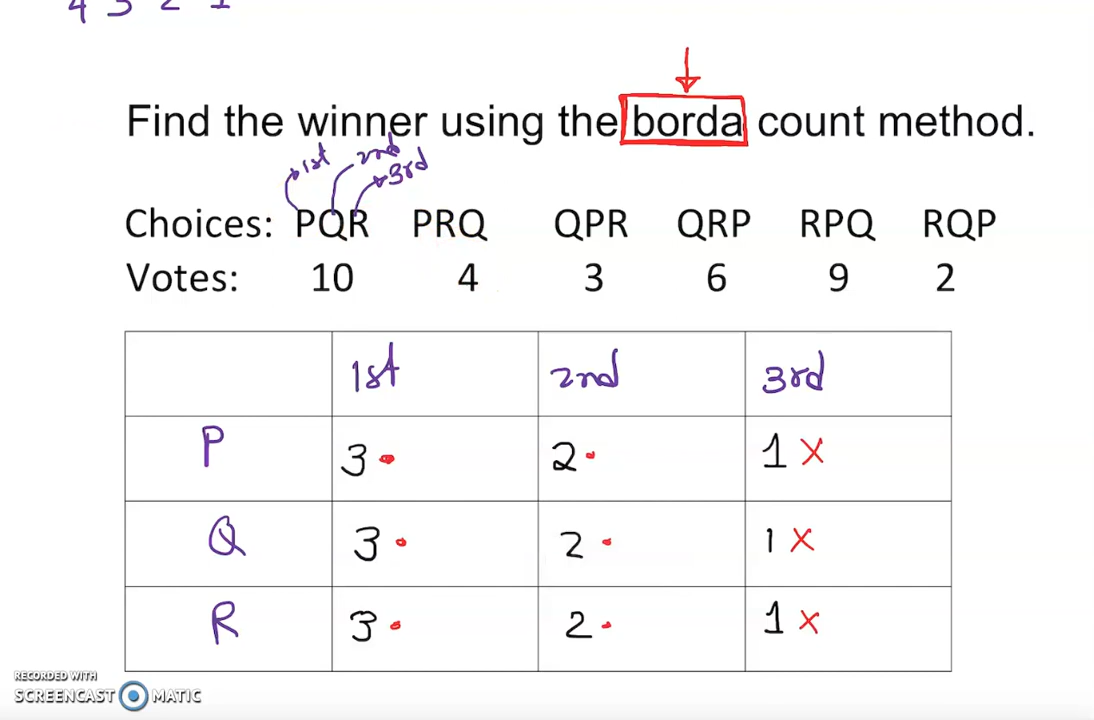 4 3 2 1
Find the winner using the borda count method.
1st 2nd 3rd
Choices: PQR PRQ QPR QRP RPQ RQP
Votes: 10 4 3 6 9 2
1st 2nd 3rd
P 3 · 2 · 1 x
Q 3 · 2 · 1 x
R 3 · 2 · 1 x
RECORDED WITH
SCREENCAST MATIC